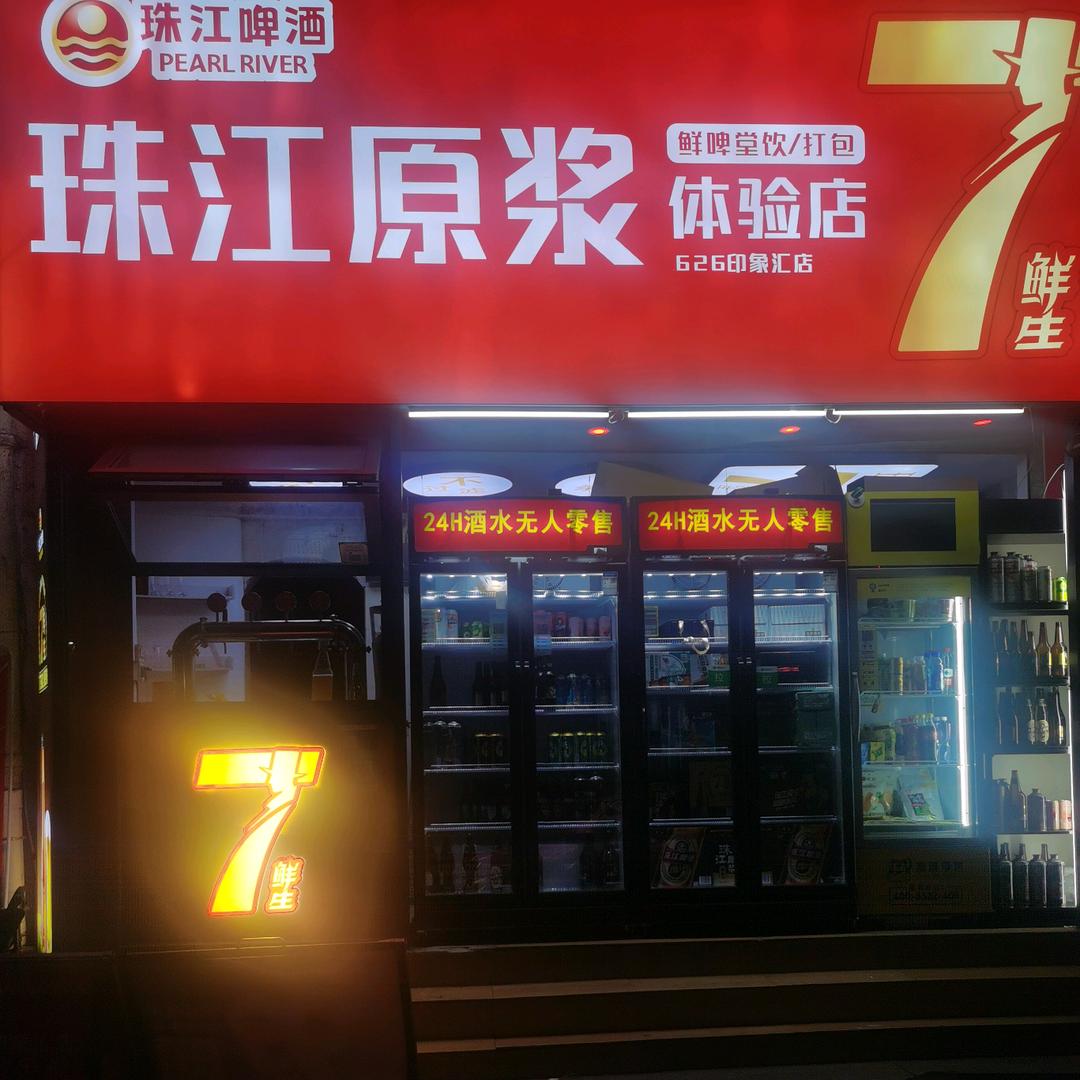 珠江啤酒
PEARL RIVER
珠江原浆
鲜啤堂饮/打包
体验店
626印象汇店
7
鲜生
24H酒水无人零售
24H酒水无人零售
拉
7
鲜生